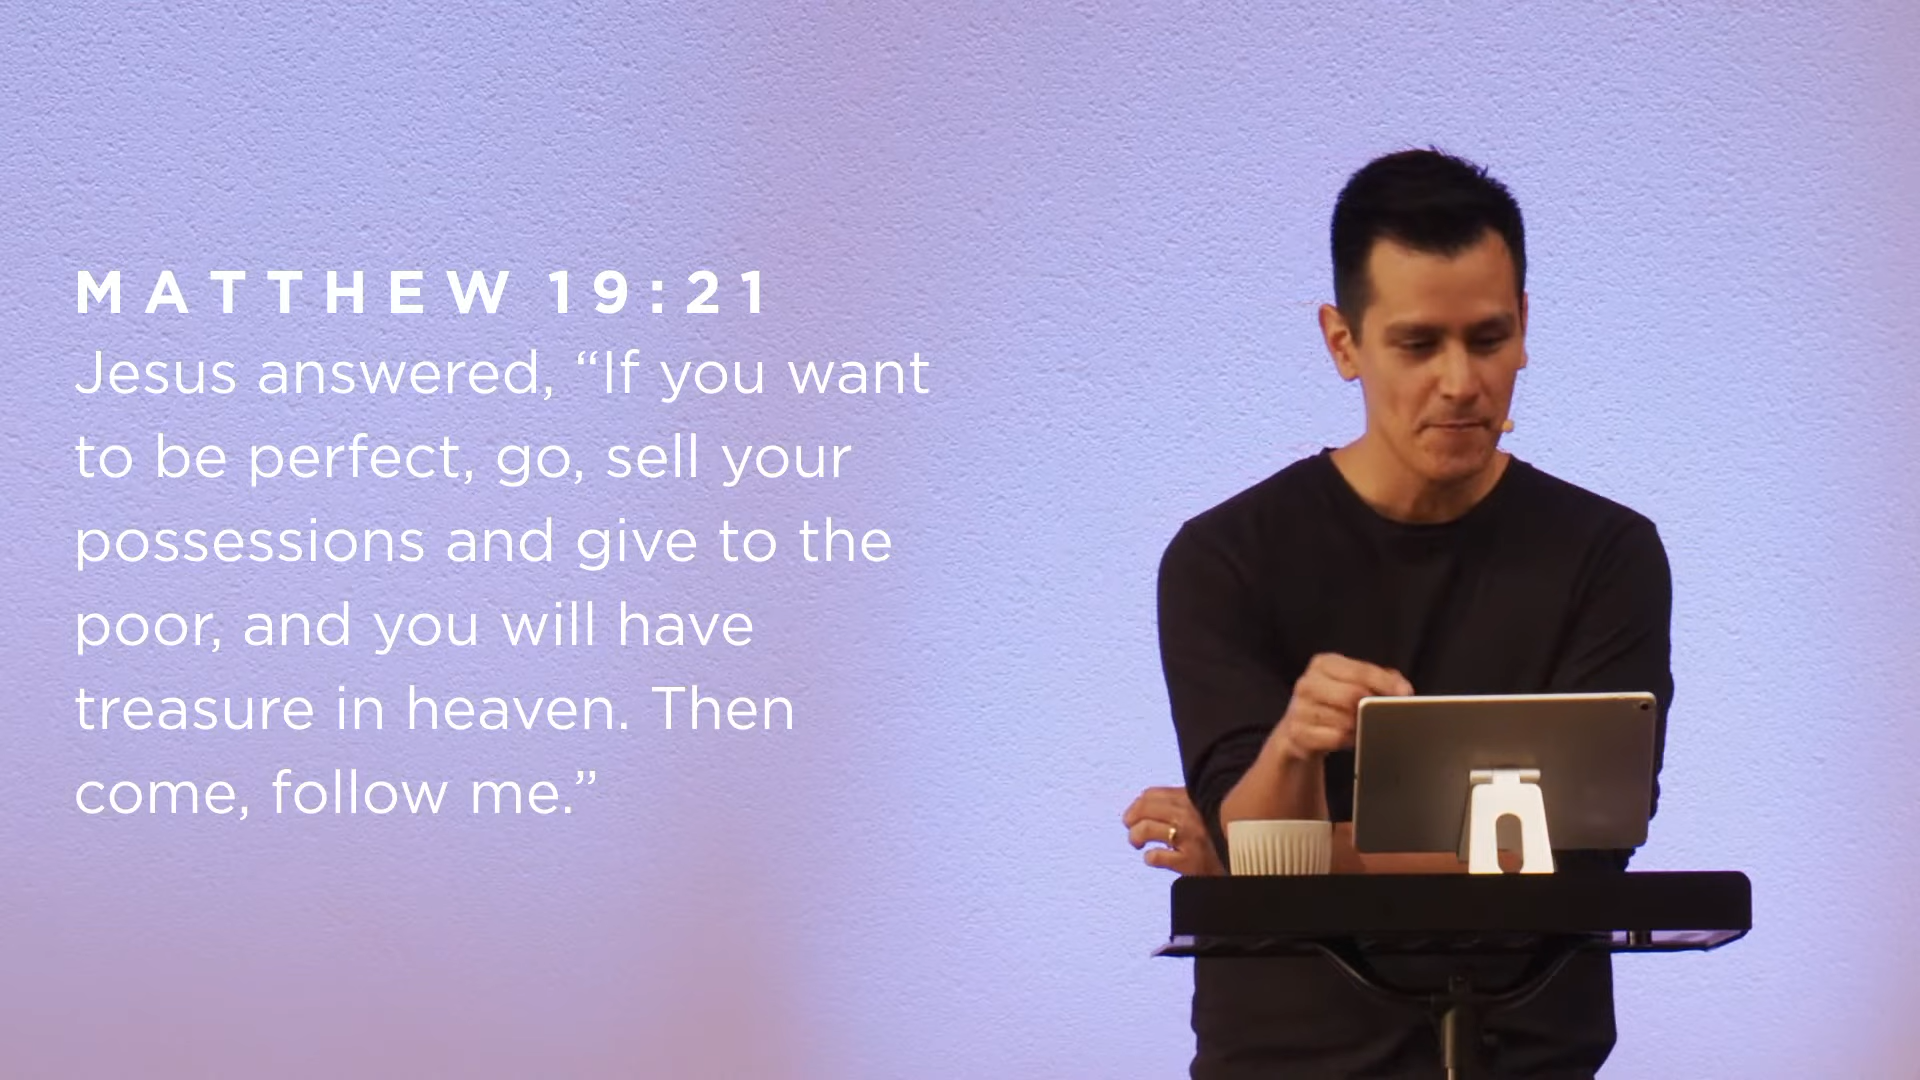 MATTHEW 19:21
Jesus answered, “If you want
to be perfect, go, sell your
possessions and give to the
poor, and you will have
treasure in heaven. Then
come, follow me.”